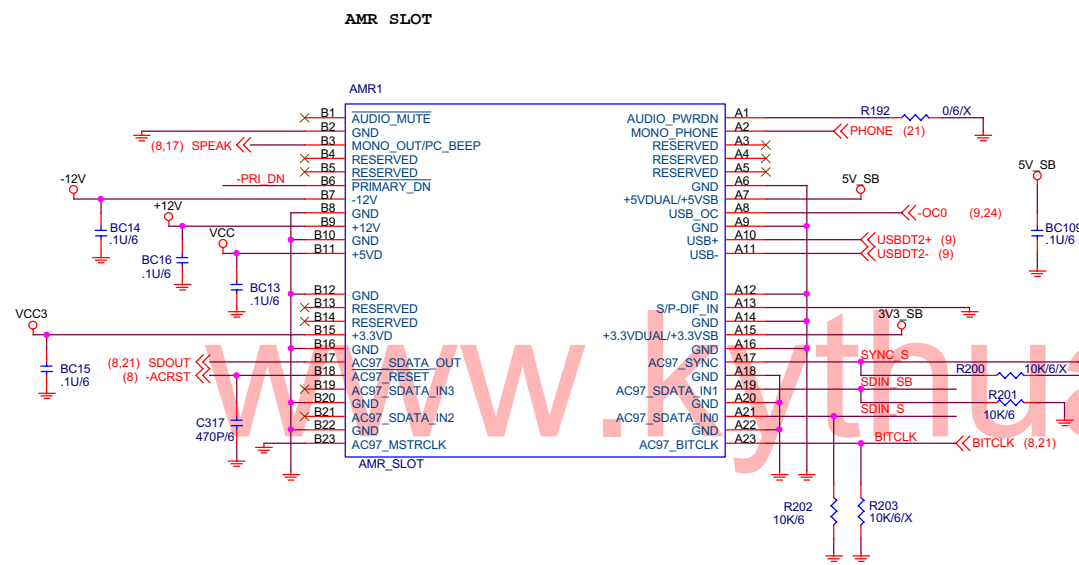 AMR SLOT
AMR1
B1 AUDIO_MUTE
B2 GND
(8,17) SPEAK B3 MONO_OUT/PC_BEEP
B4 RESERVED
B5 RESERVED
-PRI_DN B6 PRIMARY_DN
-12V B7 -12V
B8 GND
+12V B9 +12V
B10 GND
VCC B11 +5VD
BC14
.1U/6
BC16
.1U/6
BC13
.1U/6
B12 GND
B13 RESERVED
B14 RESERVED
VCC3 B15 +3.3VD
B16 GND
(8,21) SDOUT B17 AC97_SDATA_OUT
(8) -ACRST B18 AC97_RESET
B19 AC97_SDATA_IN3
B20 GND
B21 AC97_SDATA_IN2
B22 GND
B23 AC97_MSTRCLK
BC15
.1U/6
C317
470P/6
AMR_SLOT
AUDIO_PWRDN A1 R192 0/6/X
MONO_PHONE A2 PHONE (21)
RESERVED A3
RESERVED A4
RESERVED A5
GND A6
+5VDUAL/+5VSB A7 5V_SB
USB_OC A8 -OC0 (9,24)
GND A9
USB+ A10 USBDT2+ (9)
USB- A11 USBDT2- (9)
5V_SB
BC109
.1U/6
GND A12
S/P-DIF_IN A13
GND A14
+3.3VDUAL/+3.3VSB A15 3V3_SB
GND A16
AC97_SYNC A17 SYNC_S
GND A18 R200 10K/6/X
AC97_SDATA_IN1 A19 SDIN_SB
GND A20 R201
10K/6
AC97_SDATA_IN0 A21 SDIN_S
GND A22
AC97_BITCLK A23 BITCLK BITCLK (8,21)
R202
10K/6
R203
10K/6/X
www.kythua